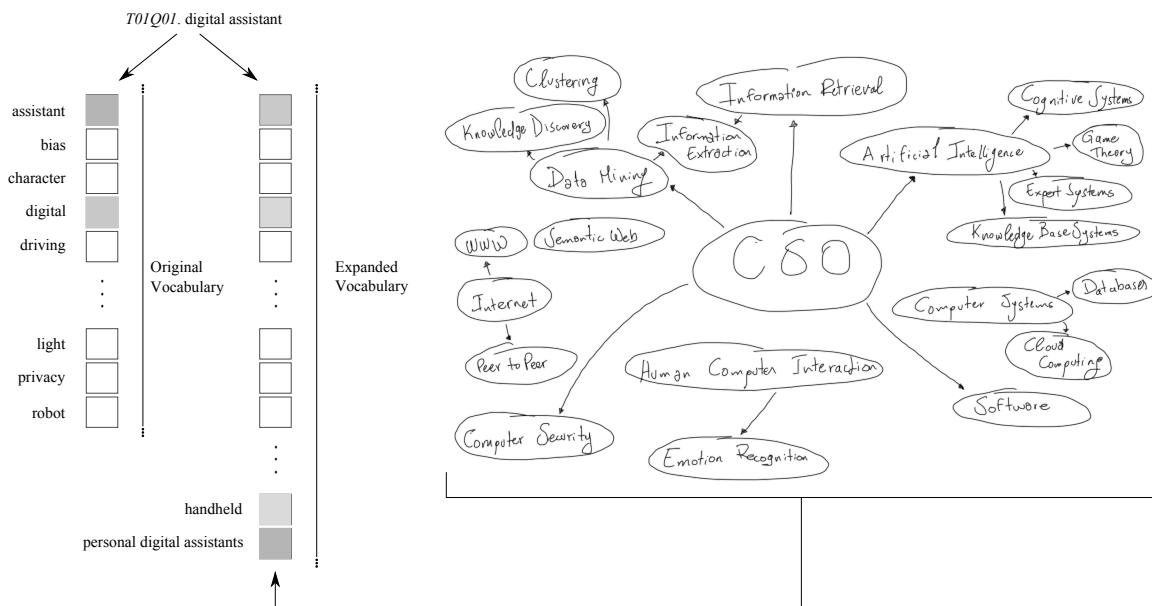 T01Q01. digital assistant
assistant
bias
character
digital
driving
light
privacy
robot
Original
Vocabulary
handheld
personal digital assistants
Expanded
Vocabulary
Clustering
Knowledge Discovery
Data Mining
Information
Extraction
Information Retrieval
Artificial Intelligence
Cognitive Systems
Game
Theory
Expert Systems
Knowledge Base Systems
WWW
Semantic Web
Internet
Peer to Peer
CSO
Computer Systems
Databases
Cloud
Computing
Human Computer Interaction
Software
Computer Security
Emotion Recognition